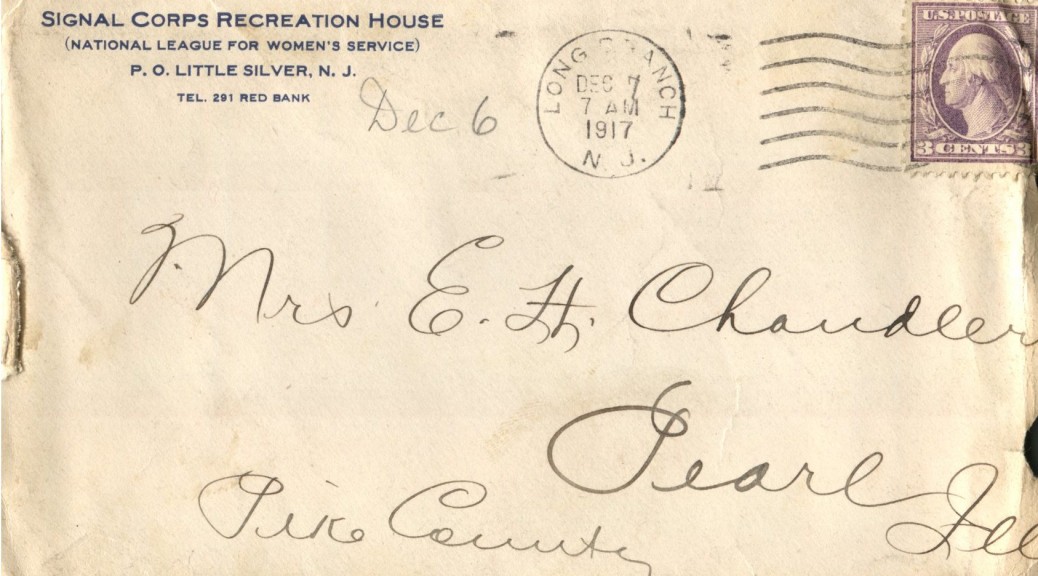 SIGNAL CORPS RECREATION HOUSE
(NATIONAL LEAGUE FOR WOMEN'S SERVICE)
P. O. LITTLE SILVER, N. J.
TEL. 291 RED BANK
Dec 6
LONG BRANCH
DEC 7
7 AM
1917
N. J.
U.S. POSTAGE
3 CENTS 3
Mrs. E. H. Chandler
Pearl Ill
Pike County